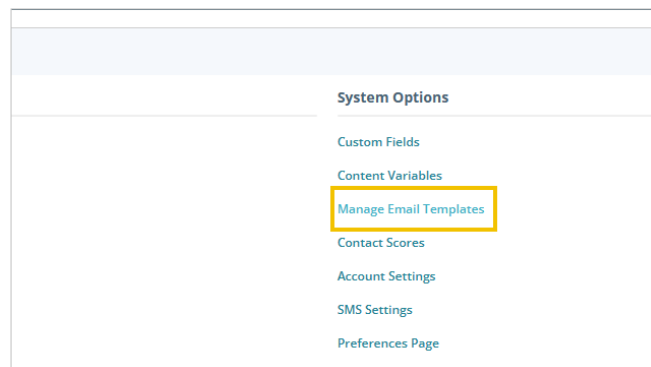 System Options
Custom Fields
Content Variables
Manage Email Templates
Contact Scores
Account Settings
SMS Settings
Preferences Page